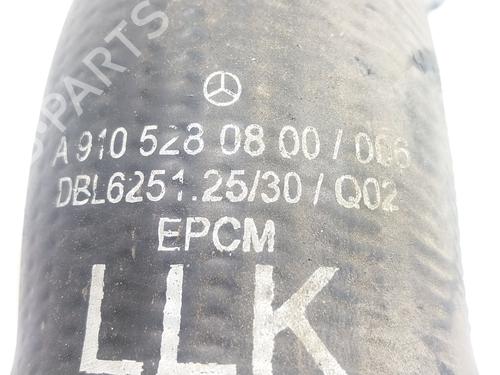 A 910 528 08 00 / 006
DBL6251.25/30 / Q02
EPCM
LLK